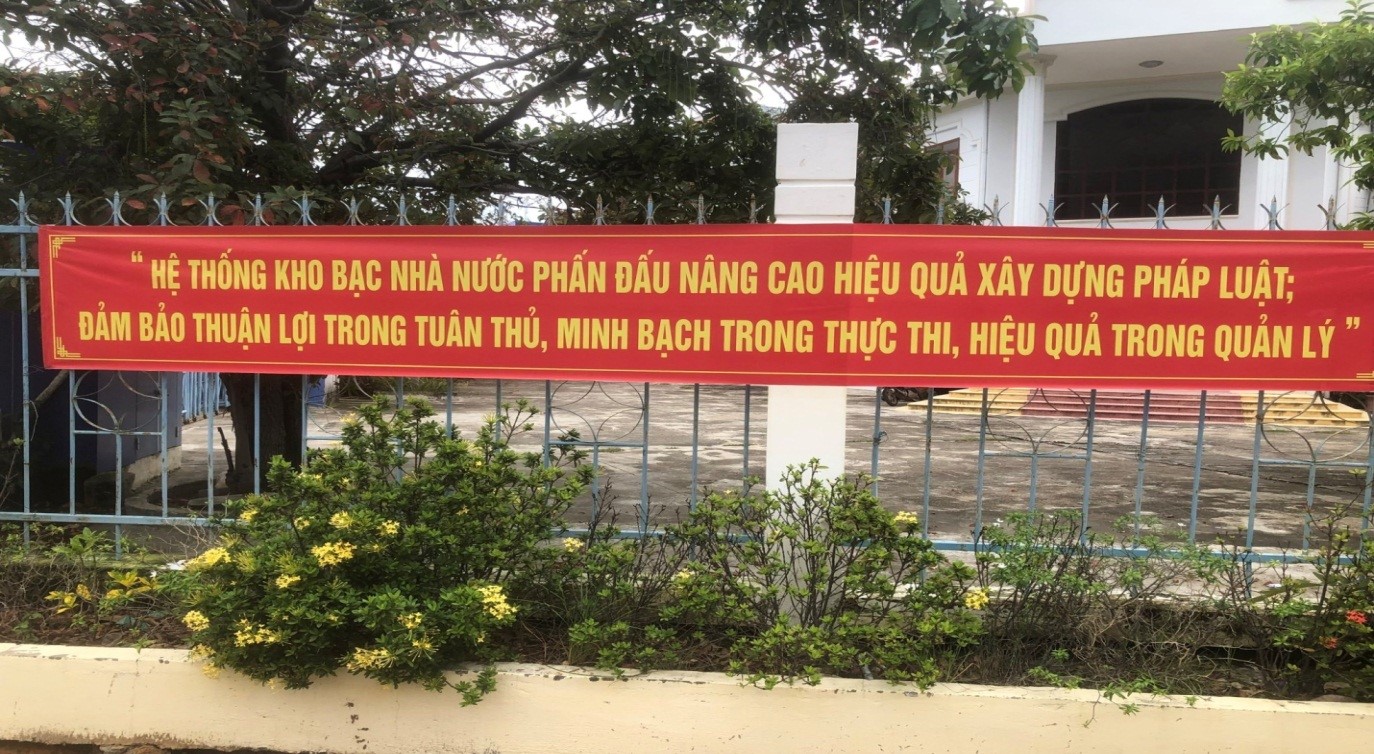 “ HỆ THỐNG KHO BẠC NHÀ NƯỚC PHẤN ĐẤU NÂNG CAO HIỆU QUẢ XÂY DỰNG PHÁP LUẬT;
ĐẢM BẢO THUẬN LỢI TRONG TUÂN THỦ, MINH BẠCH TRONG THỰC THI, HIỆU QUẢ TRONG QUẢN LÝ ”